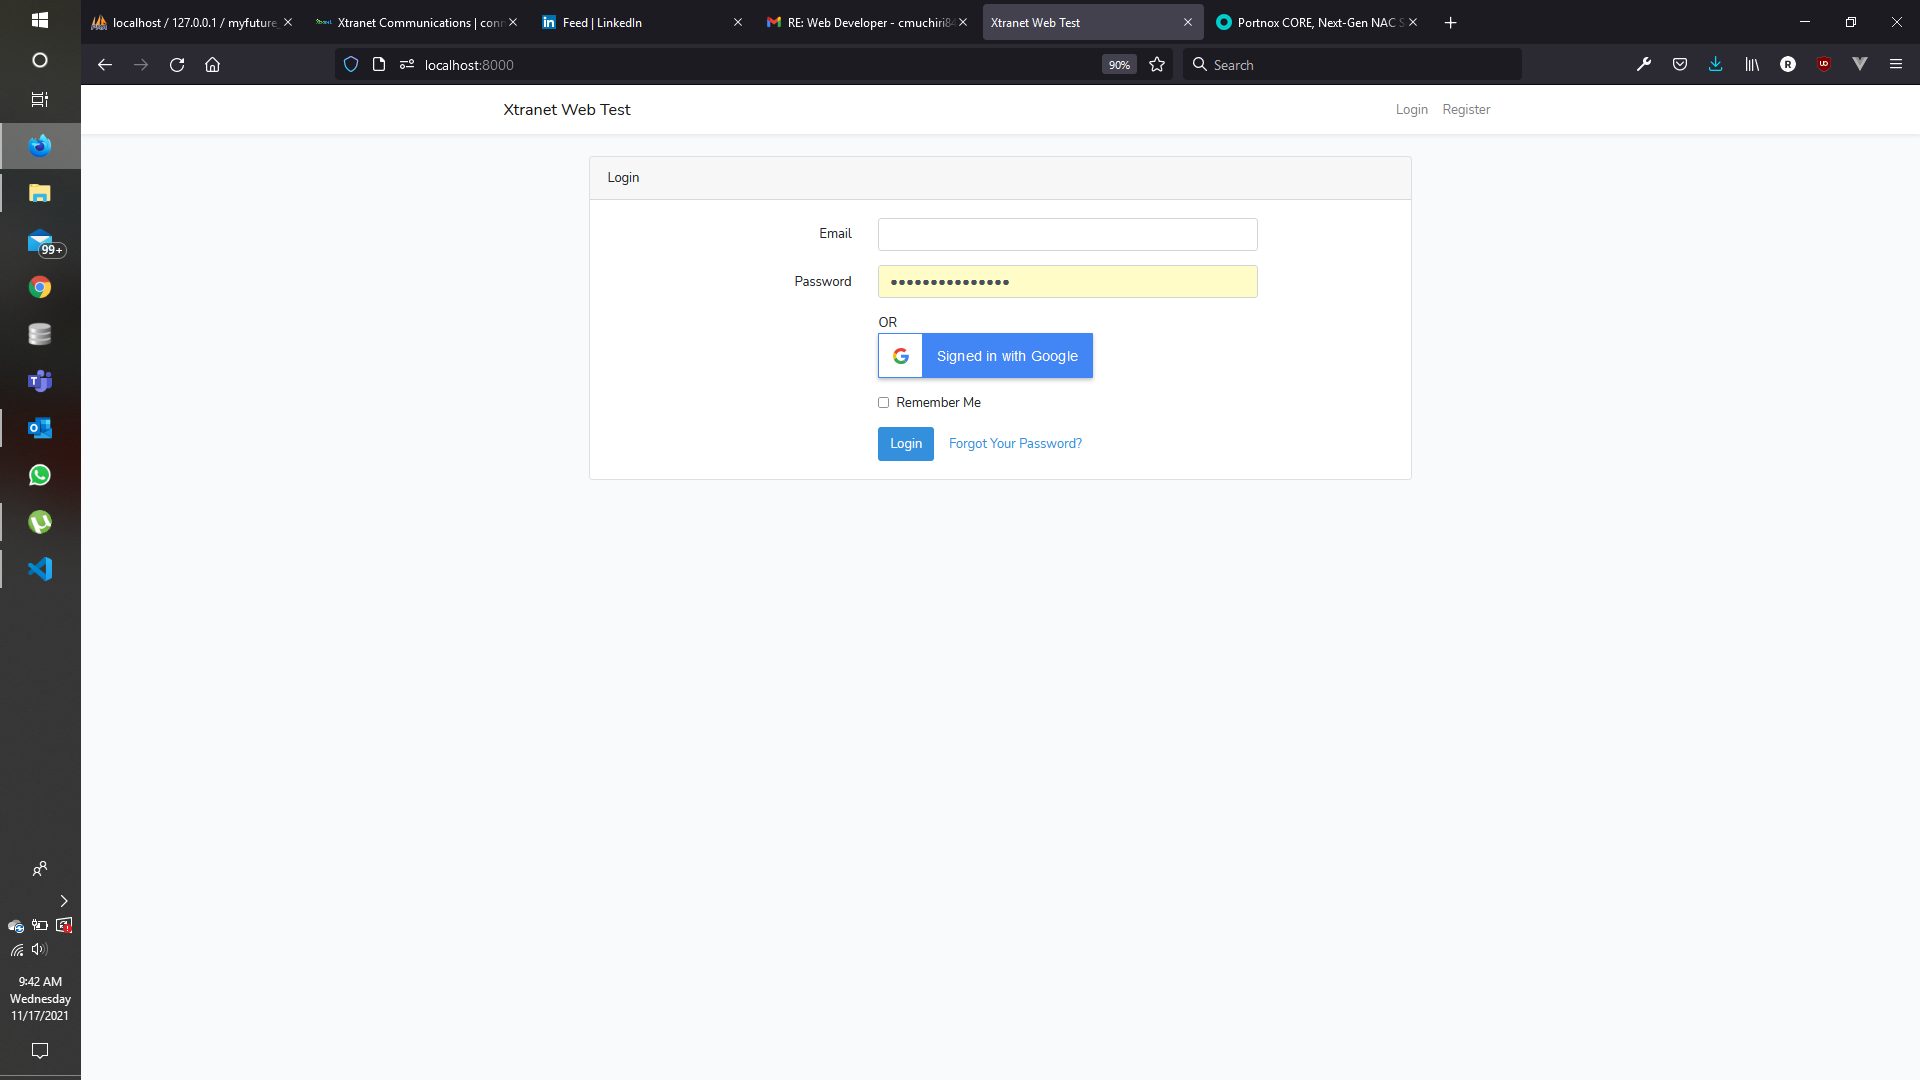 localhost / 127.0.0.1 / myfuture
Xtranet Communications | conn
Feed | LinkedIn
RE: Web Developer - cmuchiri84
Xtranet Web Test
Portnox CORE, Next-Gen NAC S
localhost:8000
90%
Search
Xtranet Web Test
Login
Register
Login
Email
Password
OR
Signed in with Google
Remember Me
Login
Forgot Your Password?
99+
9:42 AM
Wednesday
11/17/2021